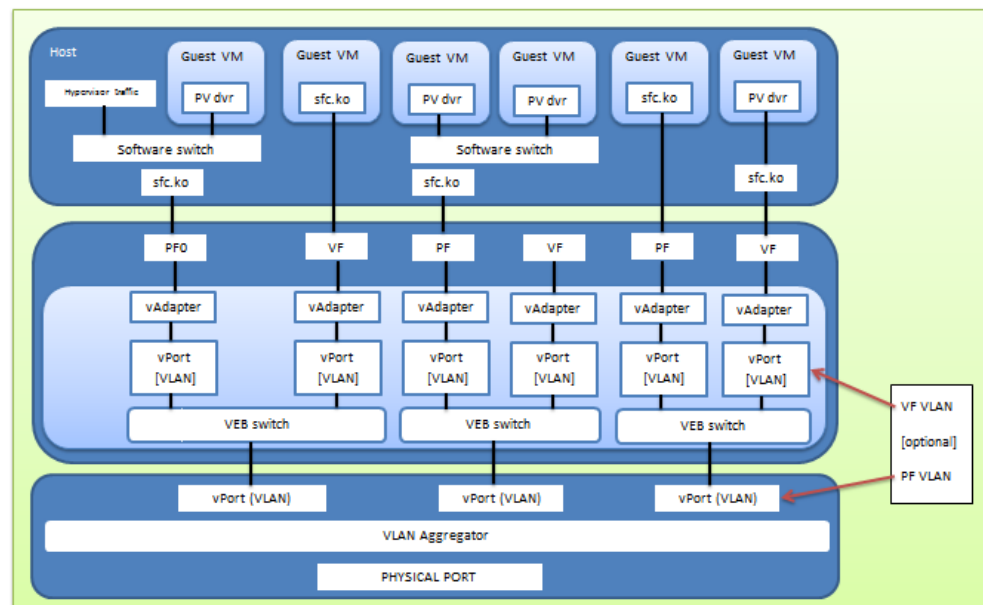 Host
Guest VM Guest VM Guest VM Guest VM Guest VM Guest VM
Hypervisor traffic PV dvr sfc.ko PV dvr PV dvr sfc.ko PV dvr
Software switch Software switch
sfc.ko sfc.ko sfc.ko
PF0 VF PF VF PF VF
vAdapter vAdapter vAdapter vAdapter vAdapter vAdapter
vPort vPort vPort vPort vPort vPort
[VLAN] [VLAN] [VLAN] [VLAN] [VLAN] [VLAN]
VF VLAN
VEB switch VEB switch VEB switch
[optional]
PF VLAN
vPort (VLAN) vPort (VLAN) vPort (VLAN)
VLAN Aggregator
PHYSICAL PORT